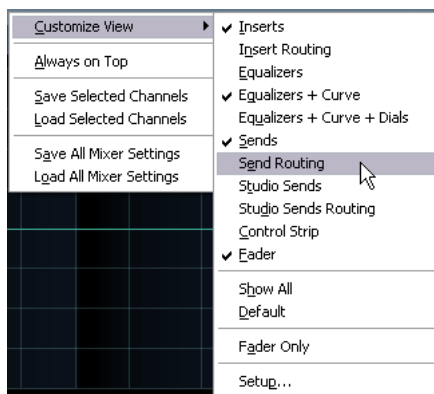 Customize View
Always on Top
Save Selected Channels
Load Selected Channels
Save All Mixer Settings
Load All Mixer Settings
Inserts
Insert Routing
Equalizers
Equalizers + Curve
Equalizers + Curve + Dials
Sends
Send Routing
Studio Sends
Studio Sends Routing
Control Strip
Fader
Show All
Default
Fader Only
Setup...